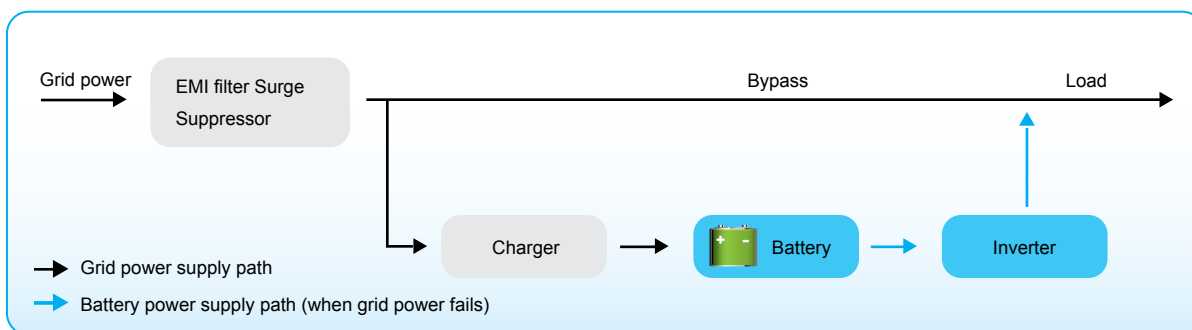 Grid power
EMI filter Surge
Suppressor
Bypass
Load
Charger
+ -
Battery
Inverter
Grid power supply path
Battery power supply path (when grid power fails)